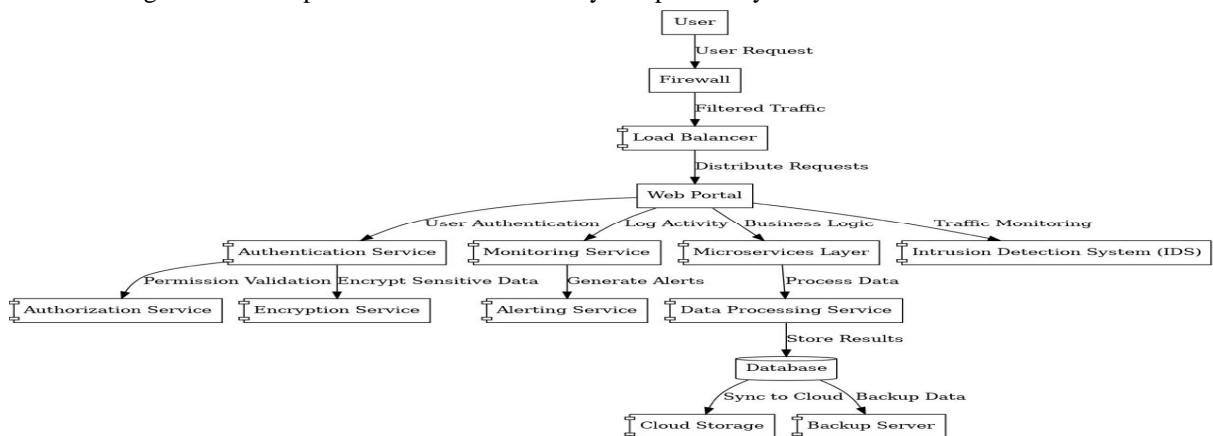 User
User Request
Firewall
Filtered Traffic
Load Balancer
Distribute Requests
Web Portal
User Authentication Log Activity Business Logic Traffic Monitoring
Authentication Service Monitoring Service Microservices Layer Intrusion Detection System (IDS)
Permission Validation Encrypt Sensitive Data Generate Alerts Process Data
Authorization Service Encryption Service Alerting Service Data Processing Service
Store Results
Database
Sync to Cloud Backup Data
Cloud Storage Backup Server